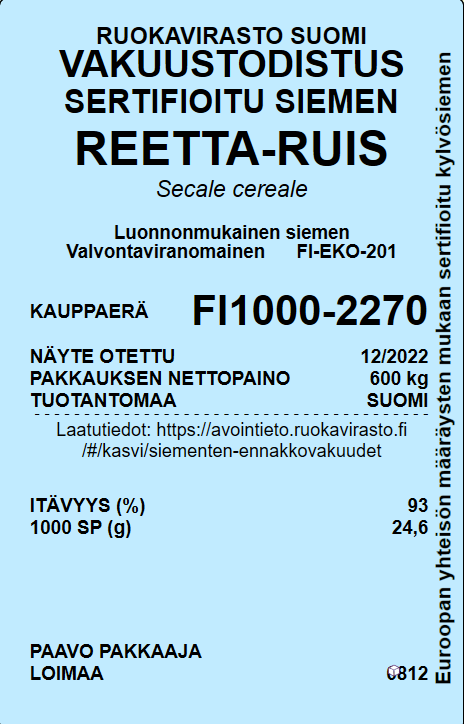 RUOKAVIRASTO SUOMI
VAKUUSTODISTUS
SERTIFIOITU SIEMEN
REETTA-RUIS
Secale cereale
Luonnonmukainen siemen
Valvontaviranomainen FI-EKO-201
KAUPPAERÄ FI1000-2270
NÄYTE OTETTU 12/2022
PAKKAUKSEN NETTOPAINO 600 kg
TUOTANTOMAA SUOMI
Laatutiedot: https://avointieto.ruokavirasto.fi
/#/kasvi/siementen-ennakkovakuudet
ITÄVYYS (%) 93
1000 SP (g) 24,6
PAAVO PAKKAAJA
LOIMAA 0812
Euroopan yhteisön määräysten mukaan sertifioitu kylvösiemen